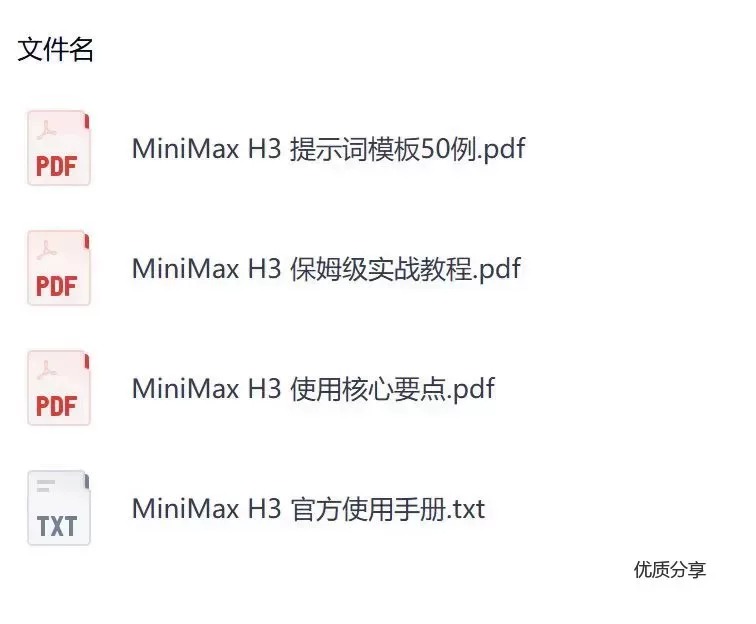 文件名
PDF
MiniMax H3 提示词模板50例.pdf
PDF
MiniMax H3 保姆级实战教程.pdf
PDF
MiniMax H3 使用核心要点.pdf
TXT
MiniMax H3 官方使用手册.txt
优质分享